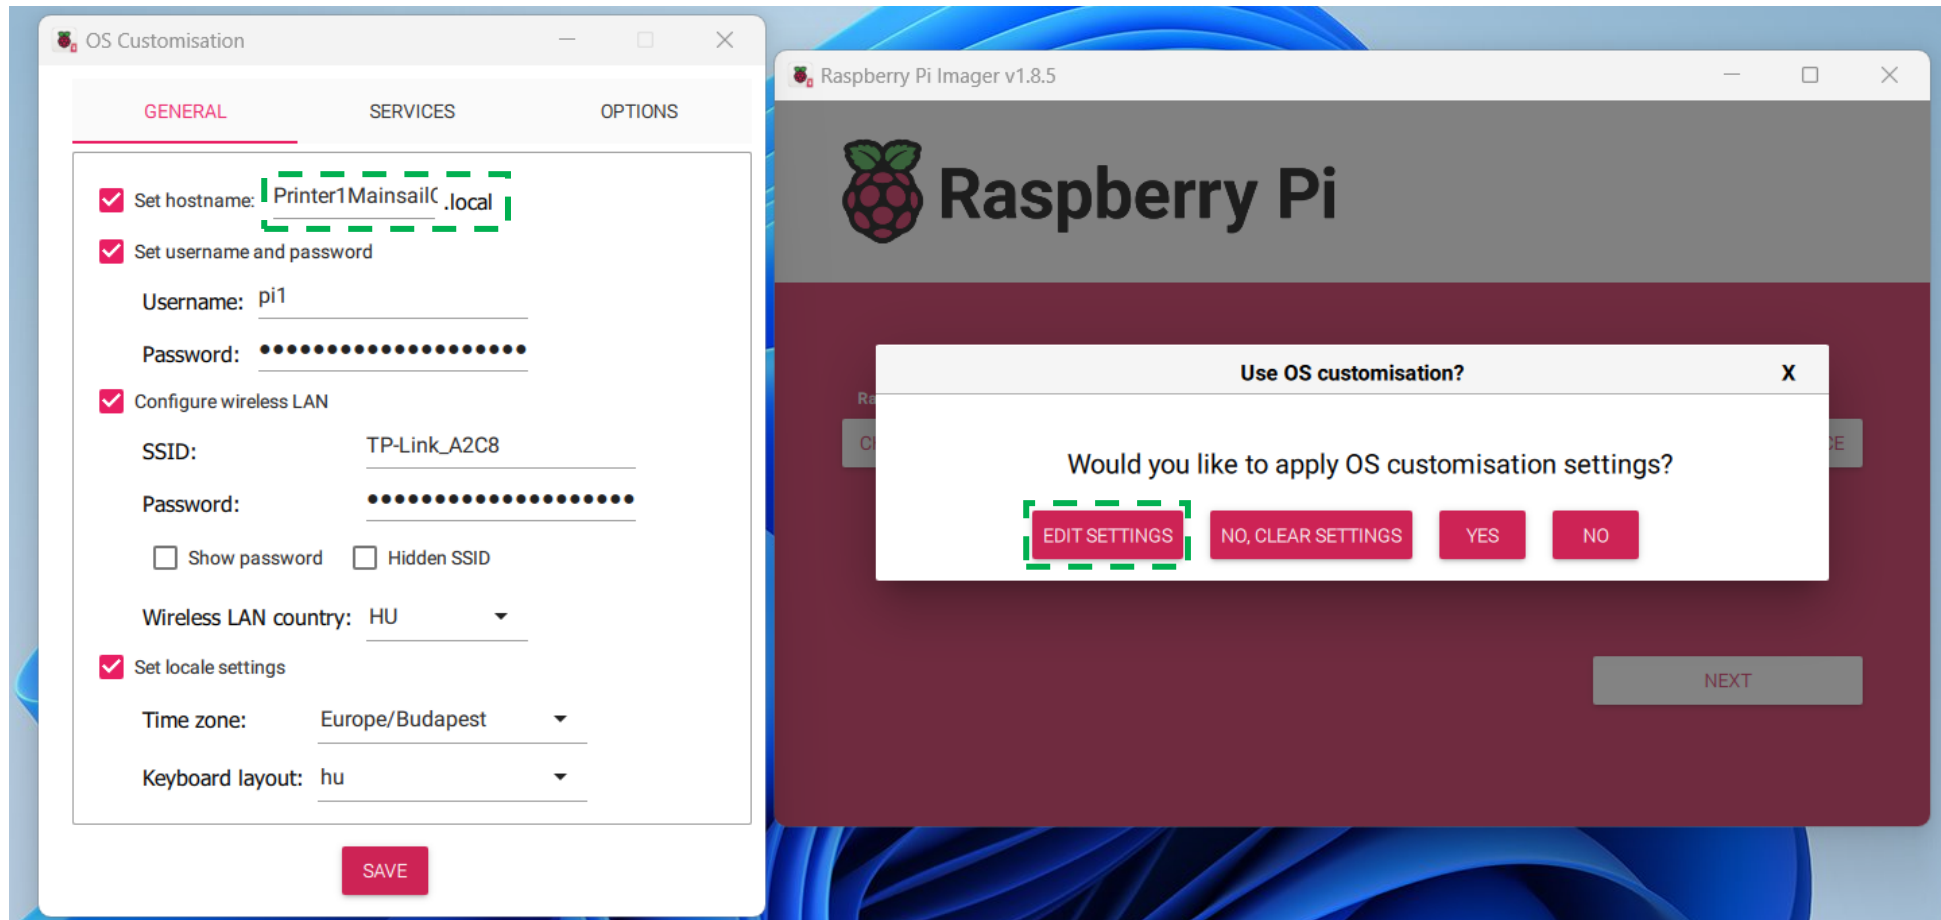 OS Customisation
GENERAL SERVICES OPTIONS
Set hostname: Printer1Mainsail .local
Set username and password
Username: pi1
Password: ••••••••••••••••••••
Configure wireless LAN
SSID: TP-Link_A2C8
Password: ••••••••••••••••••••
Show password Hidden SSID
Wireless LAN country: HU
Set locale settings
Time zone: Europe/Budapest
Keyboard layout: hu
SAVE
Raspberry Pi Imager v1.8.5
Raspberry Pi
Use OS customisation? X
Ra
Would you like to apply OS customisation settings?
EDIT SETTINGS NO, CLEAR SETTINGS YES NO
NEXT